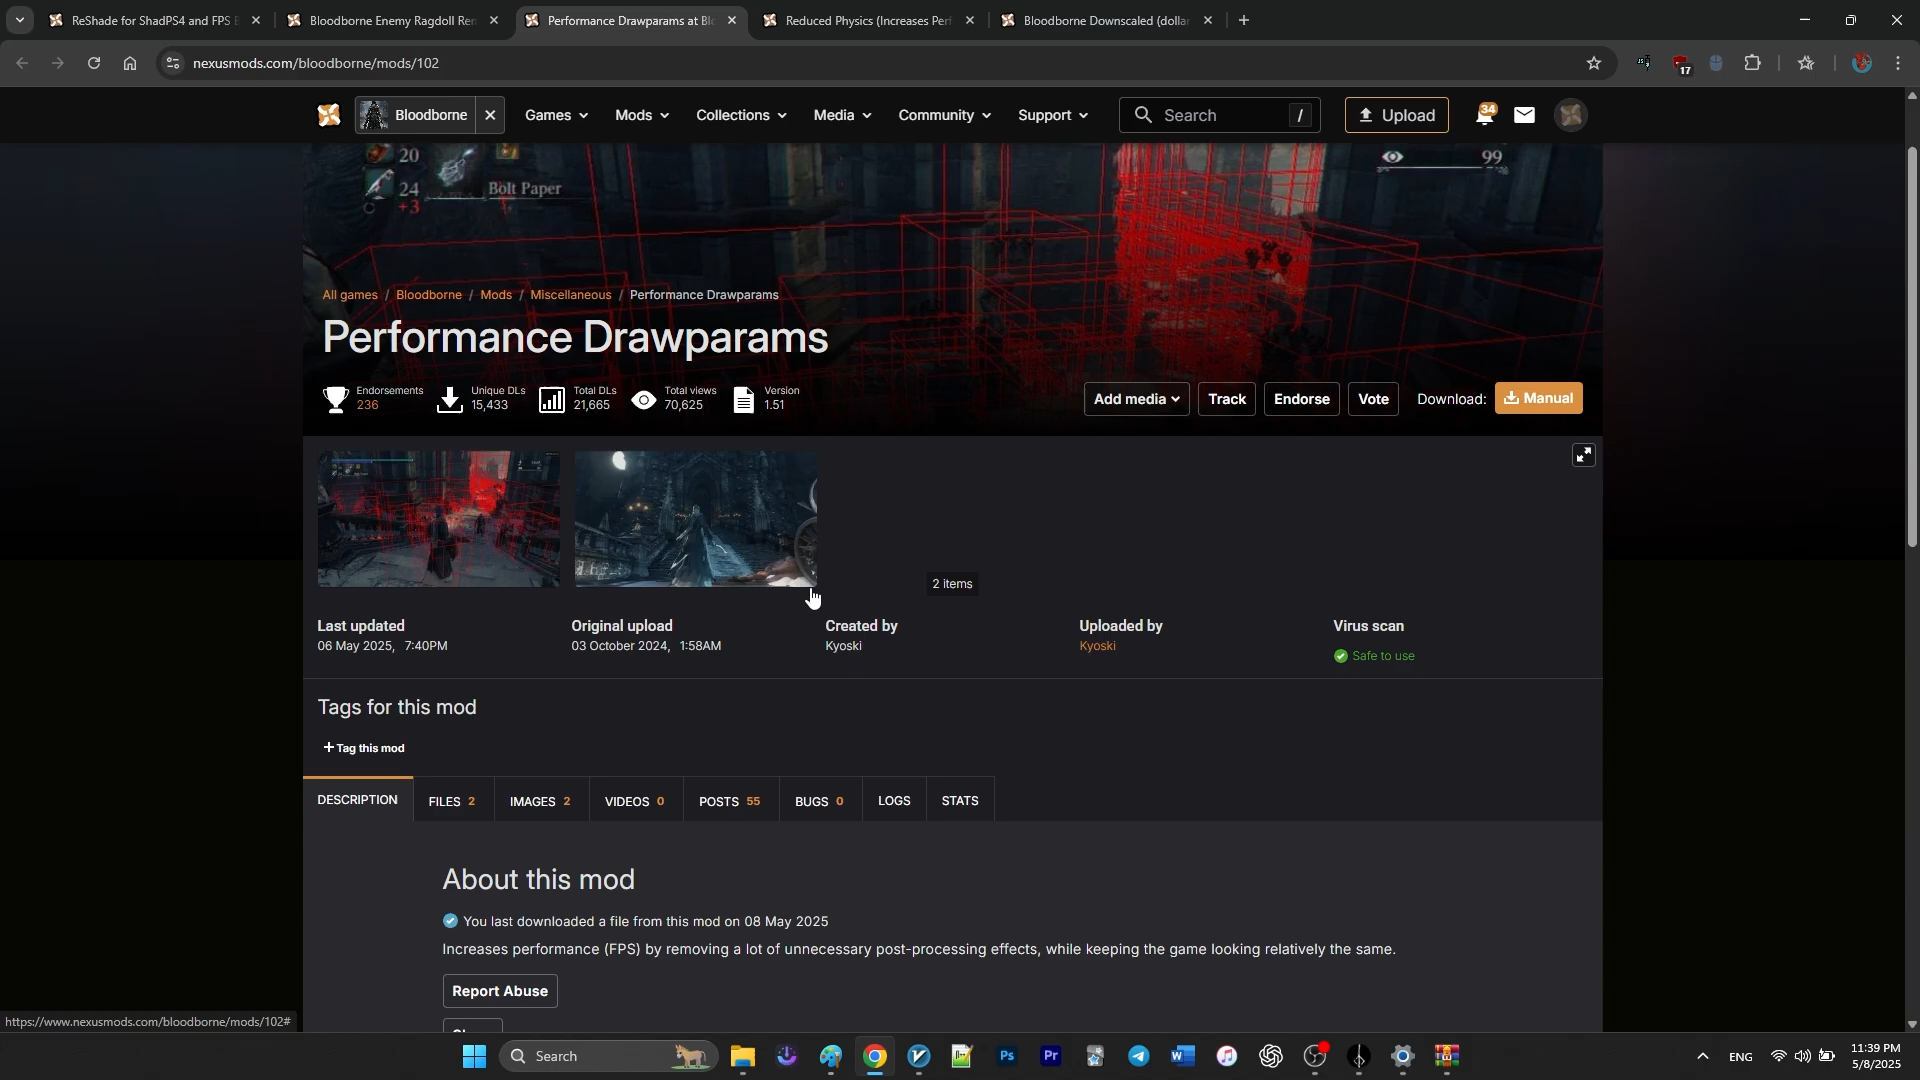 ReShade for ShadPS4 and FPS
Bloodborne Enemy Ragdoll Re
Performance Drawparams at Bl
Reduced Physics (Increases Per
Bloodborne Downscaled (dolla
nexusmods.com/bloodborne/mods/102
17
Bloodborne
Games
Mods
Collections
Media
Community
Support
Search
/
Upload
34
20
24
+3
Bolt Paper
99
All games / Bloodborne / Mods / Miscellaneous / Performance Drawparams
Performance Drawparams
Endorsements
236
Unique DLs
15,433
Total DLs
21,665
Total views
70,625
Version
1.51
Add media
Track
Endorse
Vote
Download:
Manual
2 items
Last updated
06 May 2025, 7:40PM
Original upload
03 October 2024, 1:58AM
Created by
Kyoski
Uploaded by
Kyoski
Virus scan
Safe to use
Tags for this mod
+ Tag this mod
DESCRIPTION
FILES 2
IMAGES 2
VIDEOS 0
POSTS 55
BUGS 0
LOGS
STATS
About this mod
You last downloaded a file from this mod on 08 May 2025
Increases performance (FPS) by removing a lot of unnecessary post-processing effects, while keeping the game looking relatively the same.
Report Abuse
https://www.nexusmods.com/bloodborne/mods/102#
Search
Ps
Pr
ENG
11:39 PM
5/8/2025